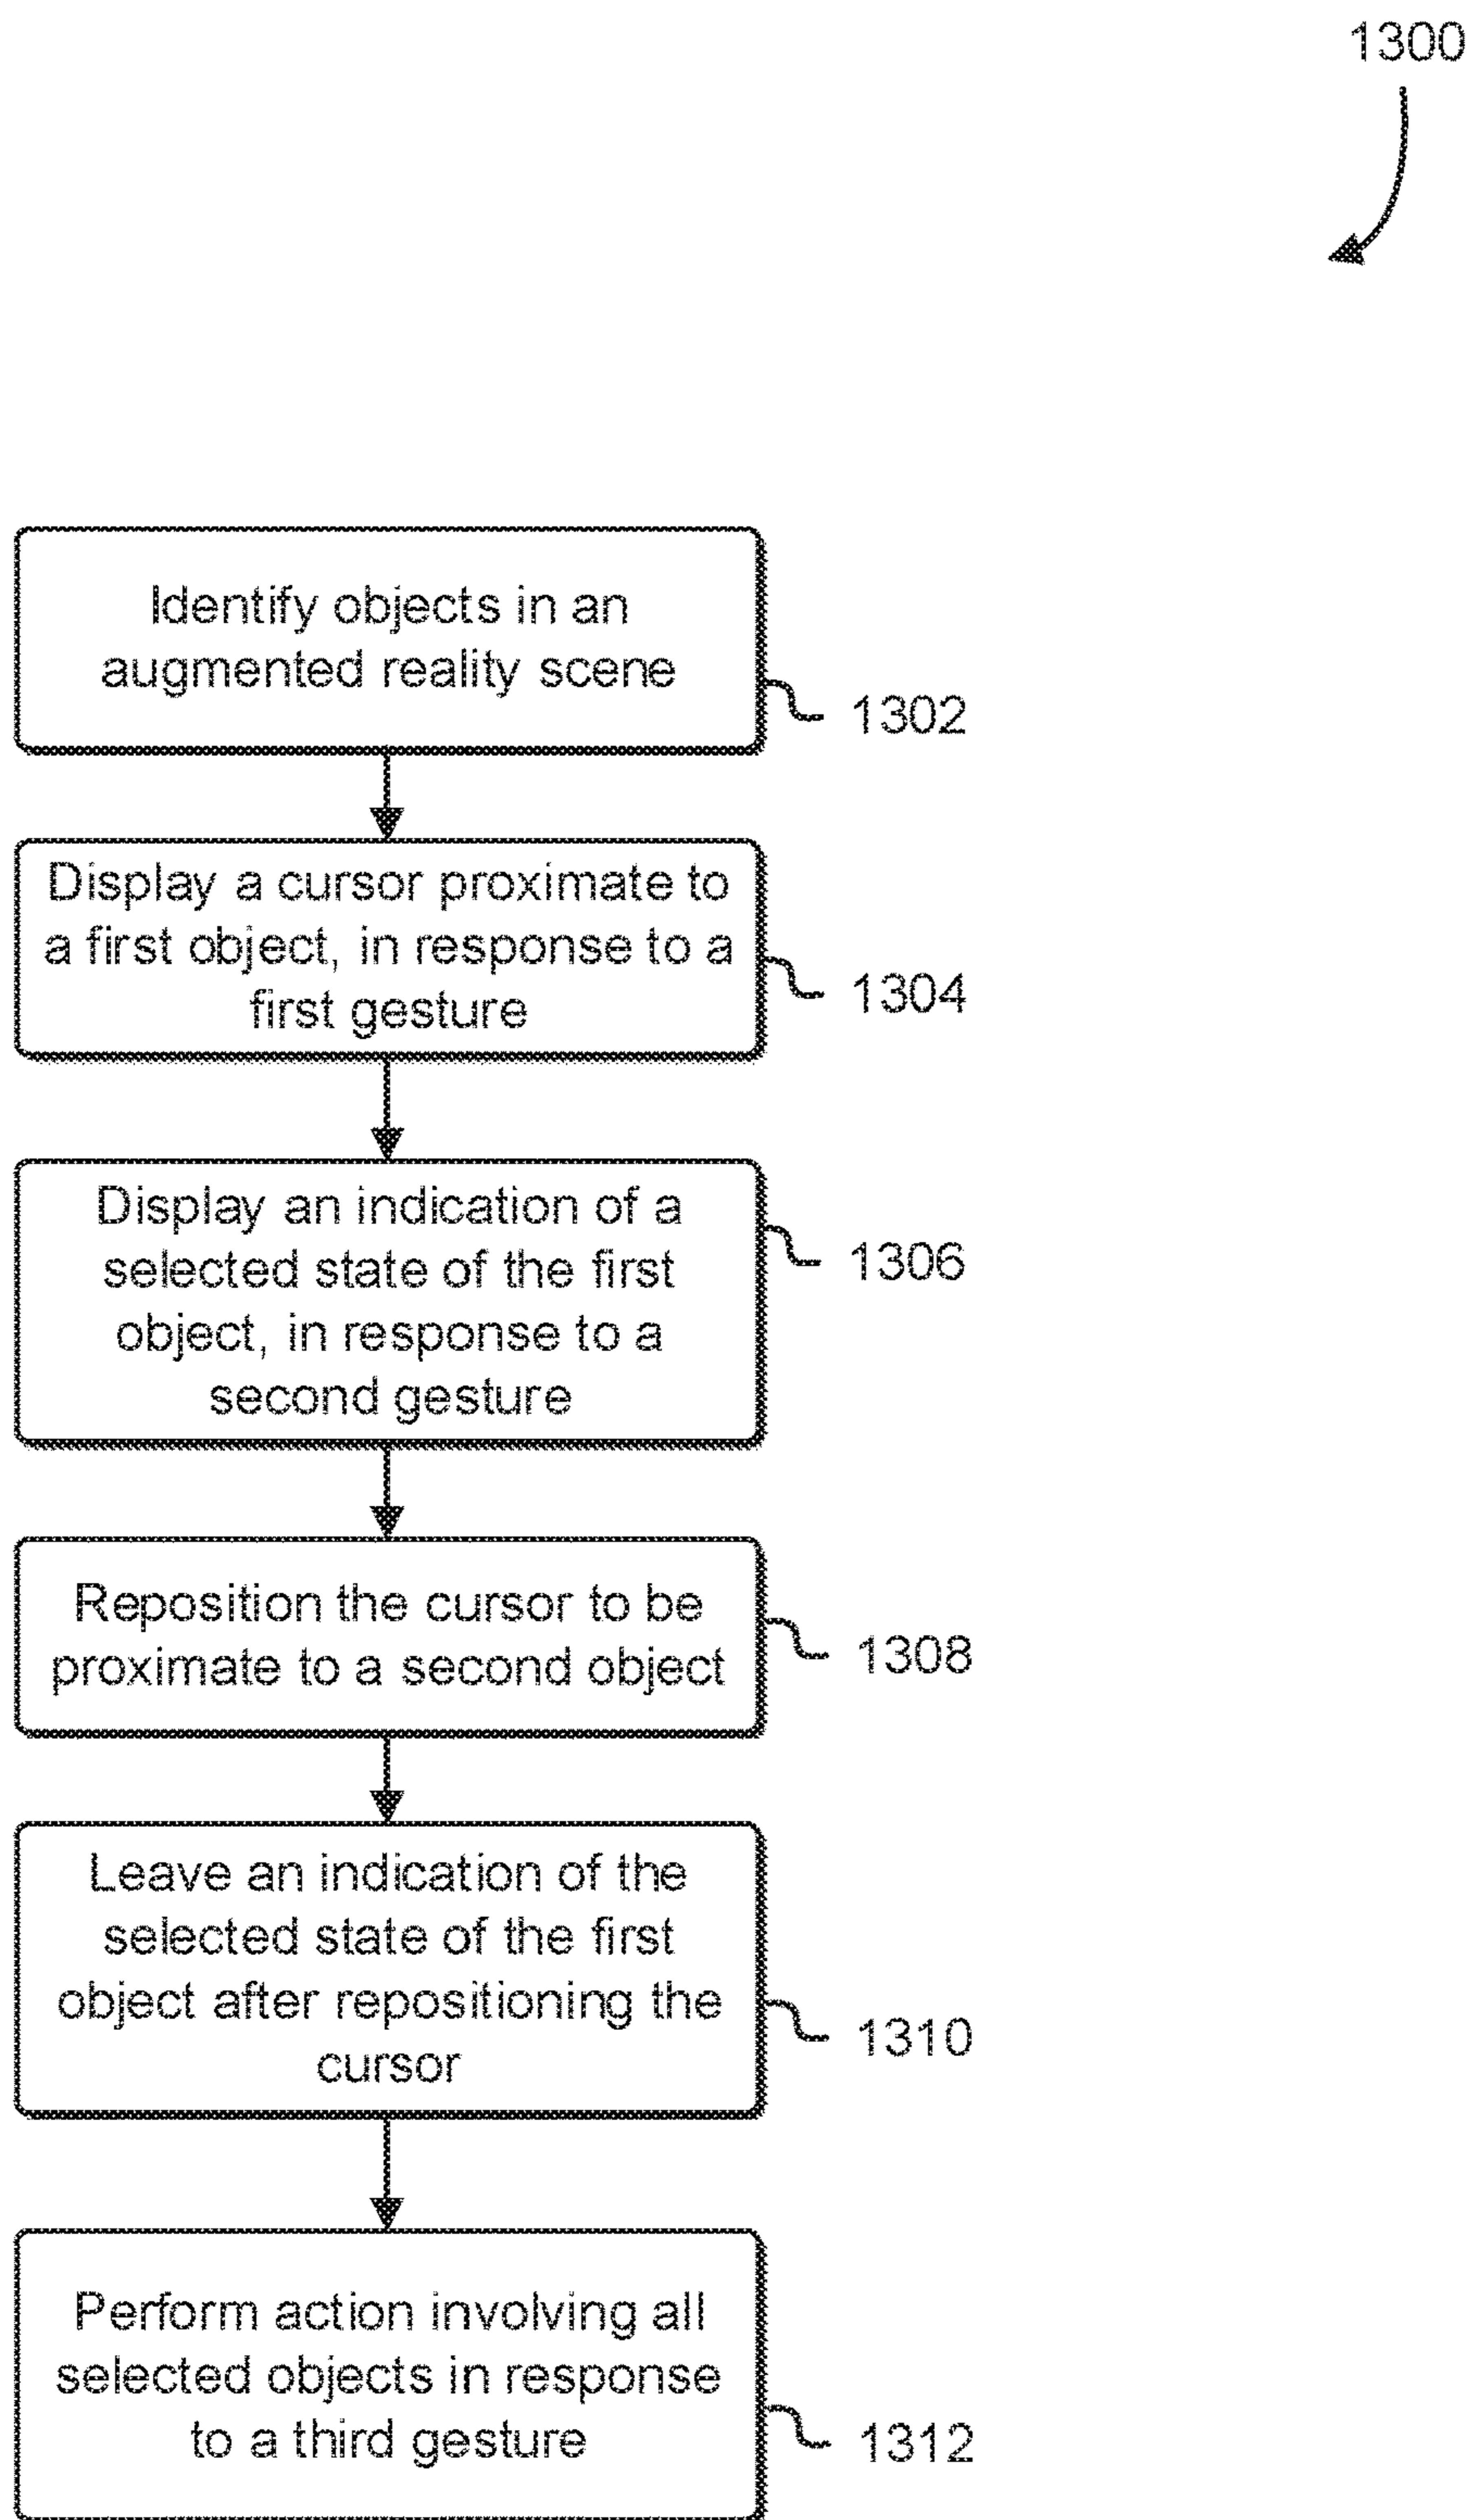 1300
Identify objects in an
augmented reality scene
1302
Display a cursor proximate to
a first object, in response to a
first gesture
1304
Display an indication of a
selected state of the first
object, in response to a
second gesture
1306
Reposition the cursor to be
proximate to a second object
1308
Leave an indication of the
selected state of the first
object after repositioning the
cursor
1310
Perform action involving all
selected objects in response
to a third gesture
1312